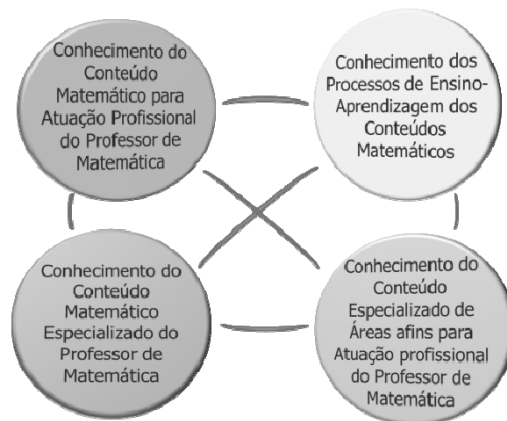 Conhecimento do
Conteúdo
Matemático para
Atuação Profissional
do Professor de
Matemática
Conhecimento dos
Processos de Ensino-
Aprendizagem dos
Conteúdos
Matemáticos
Conhecimento do
Conteúdo
Matemático
Especializado do
Professor de
Matemática
Conhecimento do
Conteúdo
Especializado de
Áreas afins para
Atuação profissional
do Professor de
Matemática